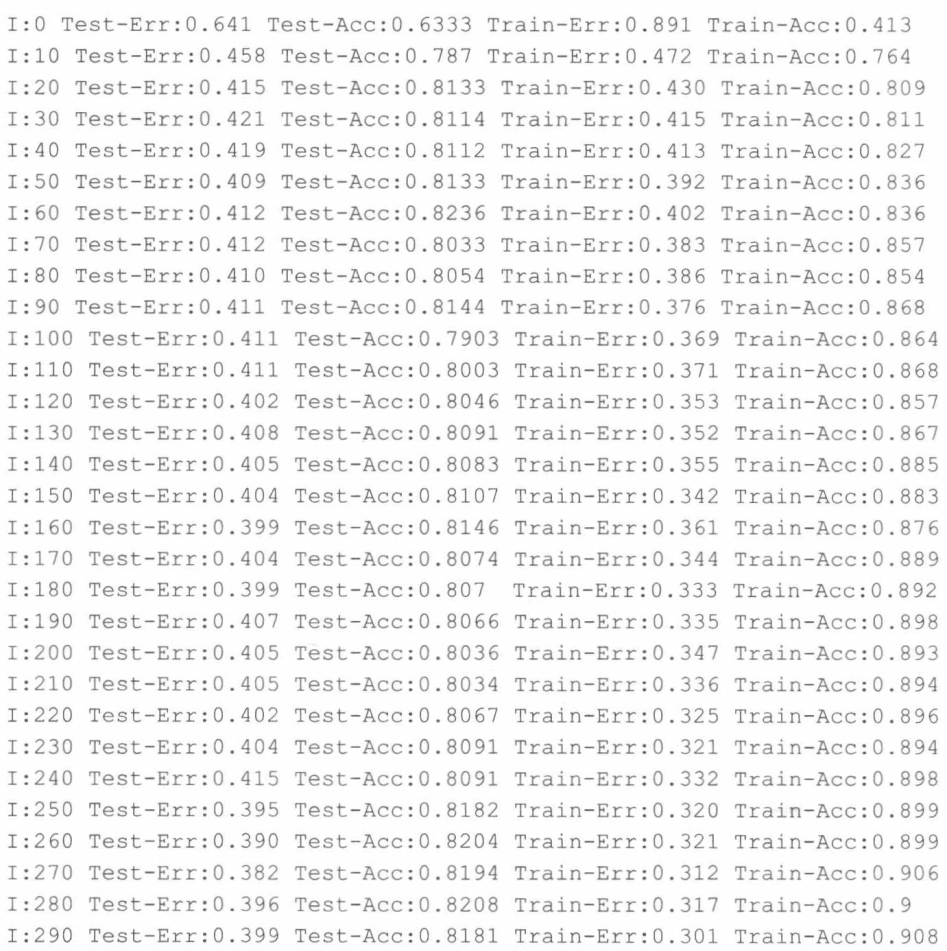 I:0 Test-Err:0.641 Test-Acc:0.6333 Train-Err:0.891 Train-Acc:0.413
I:10 Test-Err:0.458 Test-Acc:0.787 Train-Err:0.472 Train-Acc:0.764
I:20 Test-Err:0.415 Test-Acc:0.8133 Train-Err:0.430 Train-Acc:0.809
I:30 Test-Err:0.421 Test-Acc:0.8114 Train-Err:0.415 Train-Acc:0.811
I:40 Test-Err:0.419 Test-Acc:0.8112 Train-Err:0.413 Train-Acc:0.827
I:50 Test-Err:0.409 Test-Acc:0.8133 Train-Err:0.392 Train-Acc:0.836
I:60 Test-Err:0.412 Test-Acc:0.8236 Train-Err:0.402 Train-Acc:0.836
I:70 Test-Err:0.412 Test-Acc:0.8033 Train-Err:0.383 Train-Acc:0.857
I:80 Test-Err:0.410 Test-Acc:0.8054 Train-Err:0.386 Train-Acc:0.854
I:90 Test-Err:0.411 Test-Acc:0.8144 Train-Err:0.376 Train-Acc:0.868
I:100 Test-Err:0.411 Test-Acc:0.7903 Train-Err:0.369 Train-Acc:0.864
I:110 Test-Err:0.411 Test-Acc:0.8003 Train-Err:0.371 Train-Acc:0.868
I:120 Test-Err:0.402 Test-Acc:0.8046 Train-Err:0.353 Train-Acc:0.857
I:130 Test-Err:0.408 Test-Acc:0.8091 Train-Err:0.352 Train-Acc:0.867
I:140 Test-Err:0.405 Test-Acc:0.8083 Train-Err:0.355 Train-Acc:0.885
I:150 Test-Err:0.404 Test-Acc:0.8107 Train-Err:0.342 Train-Acc:0.883
I:160 Test-Err:0.399 Test-Acc:0.8146 Train-Err:0.361 Train-Acc:0.876
I:170 Test-Err:0.404 Test-Acc:0.8074 Train-Err:0.344 Train-Acc:0.889
I:180 Test-Err:0.399 Test-Acc:0.807  Train-Err:0.333 Train-Acc:0.892
I:190 Test-Err:0.407 Test-Acc:0.8066 Train-Err:0.335 Train-Acc:0.898
I:200 Test-Err:0.405 Test-Acc:0.8036 Train-Err:0.347 Train-Acc:0.893
I:210 Test-Err:0.405 Test-Acc:0.8034 Train-Err:0.336 Train-Acc:0.894
I:220 Test-Err:0.402 Test-Acc:0.8067 Train-Err:0.325 Train-Acc:0.896
I:230 Test-Err:0.404 Test-Acc:0.8091 Train-Err:0.321 Train-Acc:0.894
I:240 Test-Err:0.415 Test-Acc:0.8091 Train-Err:0.332 Train-Acc:0.898
I:250 Test-Err:0.395 Test-Acc:0.8182 Train-Err:0.320 Train-Acc:0.899
I:260 Test-Err:0.390 Test-Acc:0.8204 Train-Err:0.321 Train-Acc:0.899
I:270 Test-Err:0.382 Test-Acc:0.8194 Train-Err:0.312 Train-Acc:0.906
I:280 Test-Err:0.396 Test-Acc:0.8208 Train-Err:0.317 Train-Acc:0.9
I:290 Test-Err:0.399 Test-Acc:0.8181 Train-Err:0.301 Train-Acc:0.908